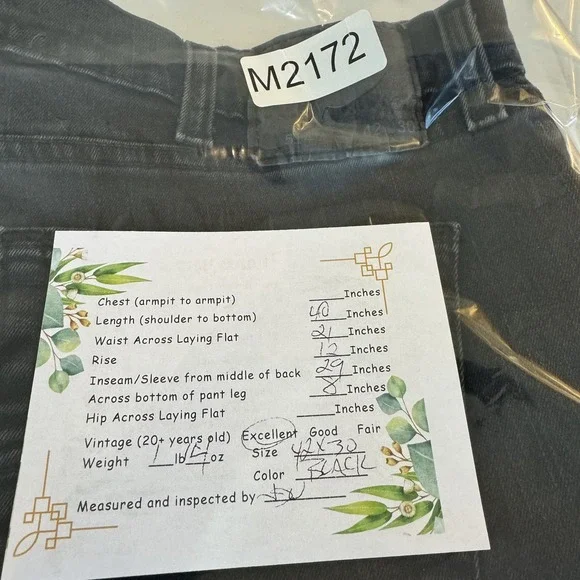 M2172
Chest (armpit to armpit) ___Inches
Length (shoulder to bottom) 40 Inches
Waist Across Laying Flat 21 Inches
Rise 12 Inches
Inseam/Sleeve from middle of back 29 Inches
Across bottom of pant leg 8 Inches
Hip Across Laying Flat ___Inches
Vintage (20+ years old) Excellent Good Fair
Weight 1 lb 4 oz Size 42X30
Color BLACK
Measured and inspected by